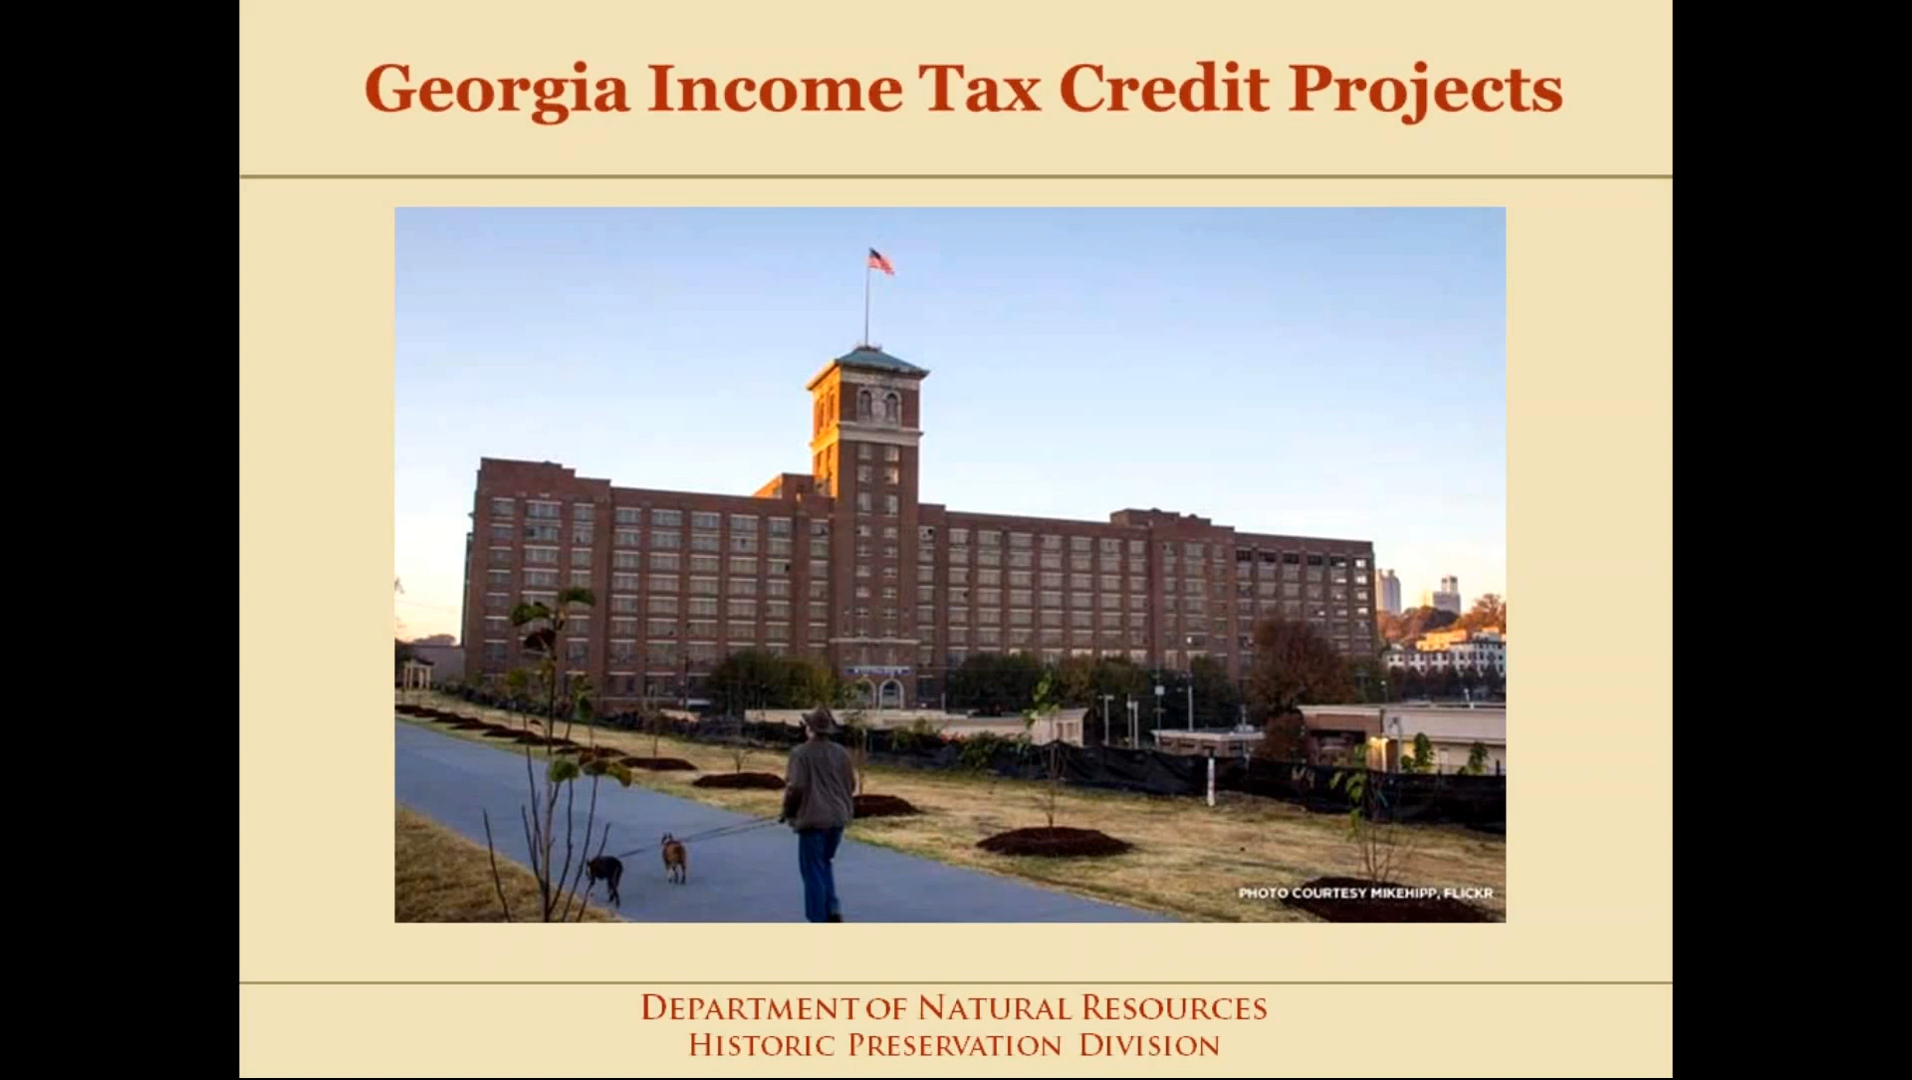 Georgia Income Tax Credit Projects
PHOTO COURTESY MIKEHIPP, FLICKR
DEPARTMENT OF NATURAL RESOURCES
HISTORIC PRESERVATION DIVISION